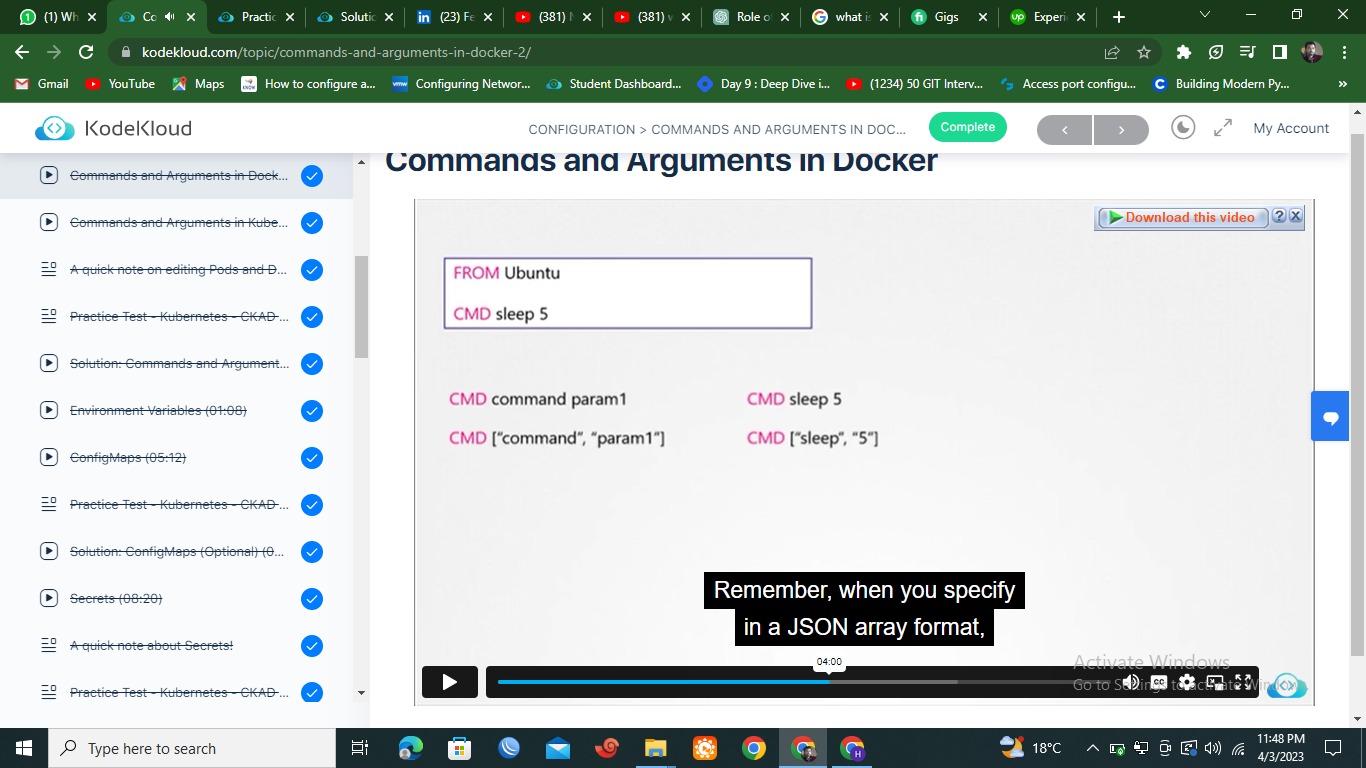 (1) Wh
Co
Practic
Solutic
(23) Fe
(381)
(381)
Role o
what is
Gigs
Experi
kodekloud.com/topic/commands-and-arguments-in-docker-2/
Gmail
YouTube
Maps
How to configure a...
Configuring Networ...
Student Dashboard...
Day 9 : Deep Dive i...
(1234) 50 GIT Interv...
Access port configu...
Building Modern Py...
»
KodeKloud
CONFIGURATION > COMMANDS AND ARGUMENTS IN DOC...
Complete
My Account
Commands and Arguments in Dock...
Commands and Arguments in Kube...
A quick note on editing Pods and D...
Practice Test - Kubernetes - CKAD ...
Solution: Commands and Argument...
Environment Variables (01:08)
ConfigMaps (05:12)
Practice Test - Kubernetes - CKAD ...
Solution: ConfigMaps (Optional) (0...
Secrets (08:20)
A quick note about Secrets!
Practice Test - Kubernetes - CKAD ...
Commands and Arguments in Docker
Download this video
FROM Ubuntu
CMD sleep 5
CMD command param1
CMD sleep 5
CMD [“command”, “param1”]
CMD [“sleep”, “5”]
Remember, when you specify
in a JSON array format,
04:00
Activate Windows
Go to Settings to activate Windows.
Type here to search
18°C
11:48 PM
4/3/2023